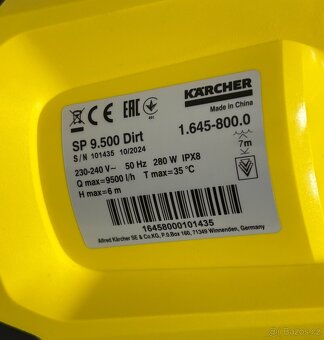 KÄRCHER
CE EAC
Made in China
SP 9.500 Dirt
1.645-800.0
S/N 101435 10/2024
7m
230-240 V~ 50 Hz 280 W IPX8
Q max=9500 l/h T max=35 °C
H max=6 m
16458000101435
Alfred Kärcher SE & Co.KG, P.O.Box 160, 71349 Winnenden, Germany